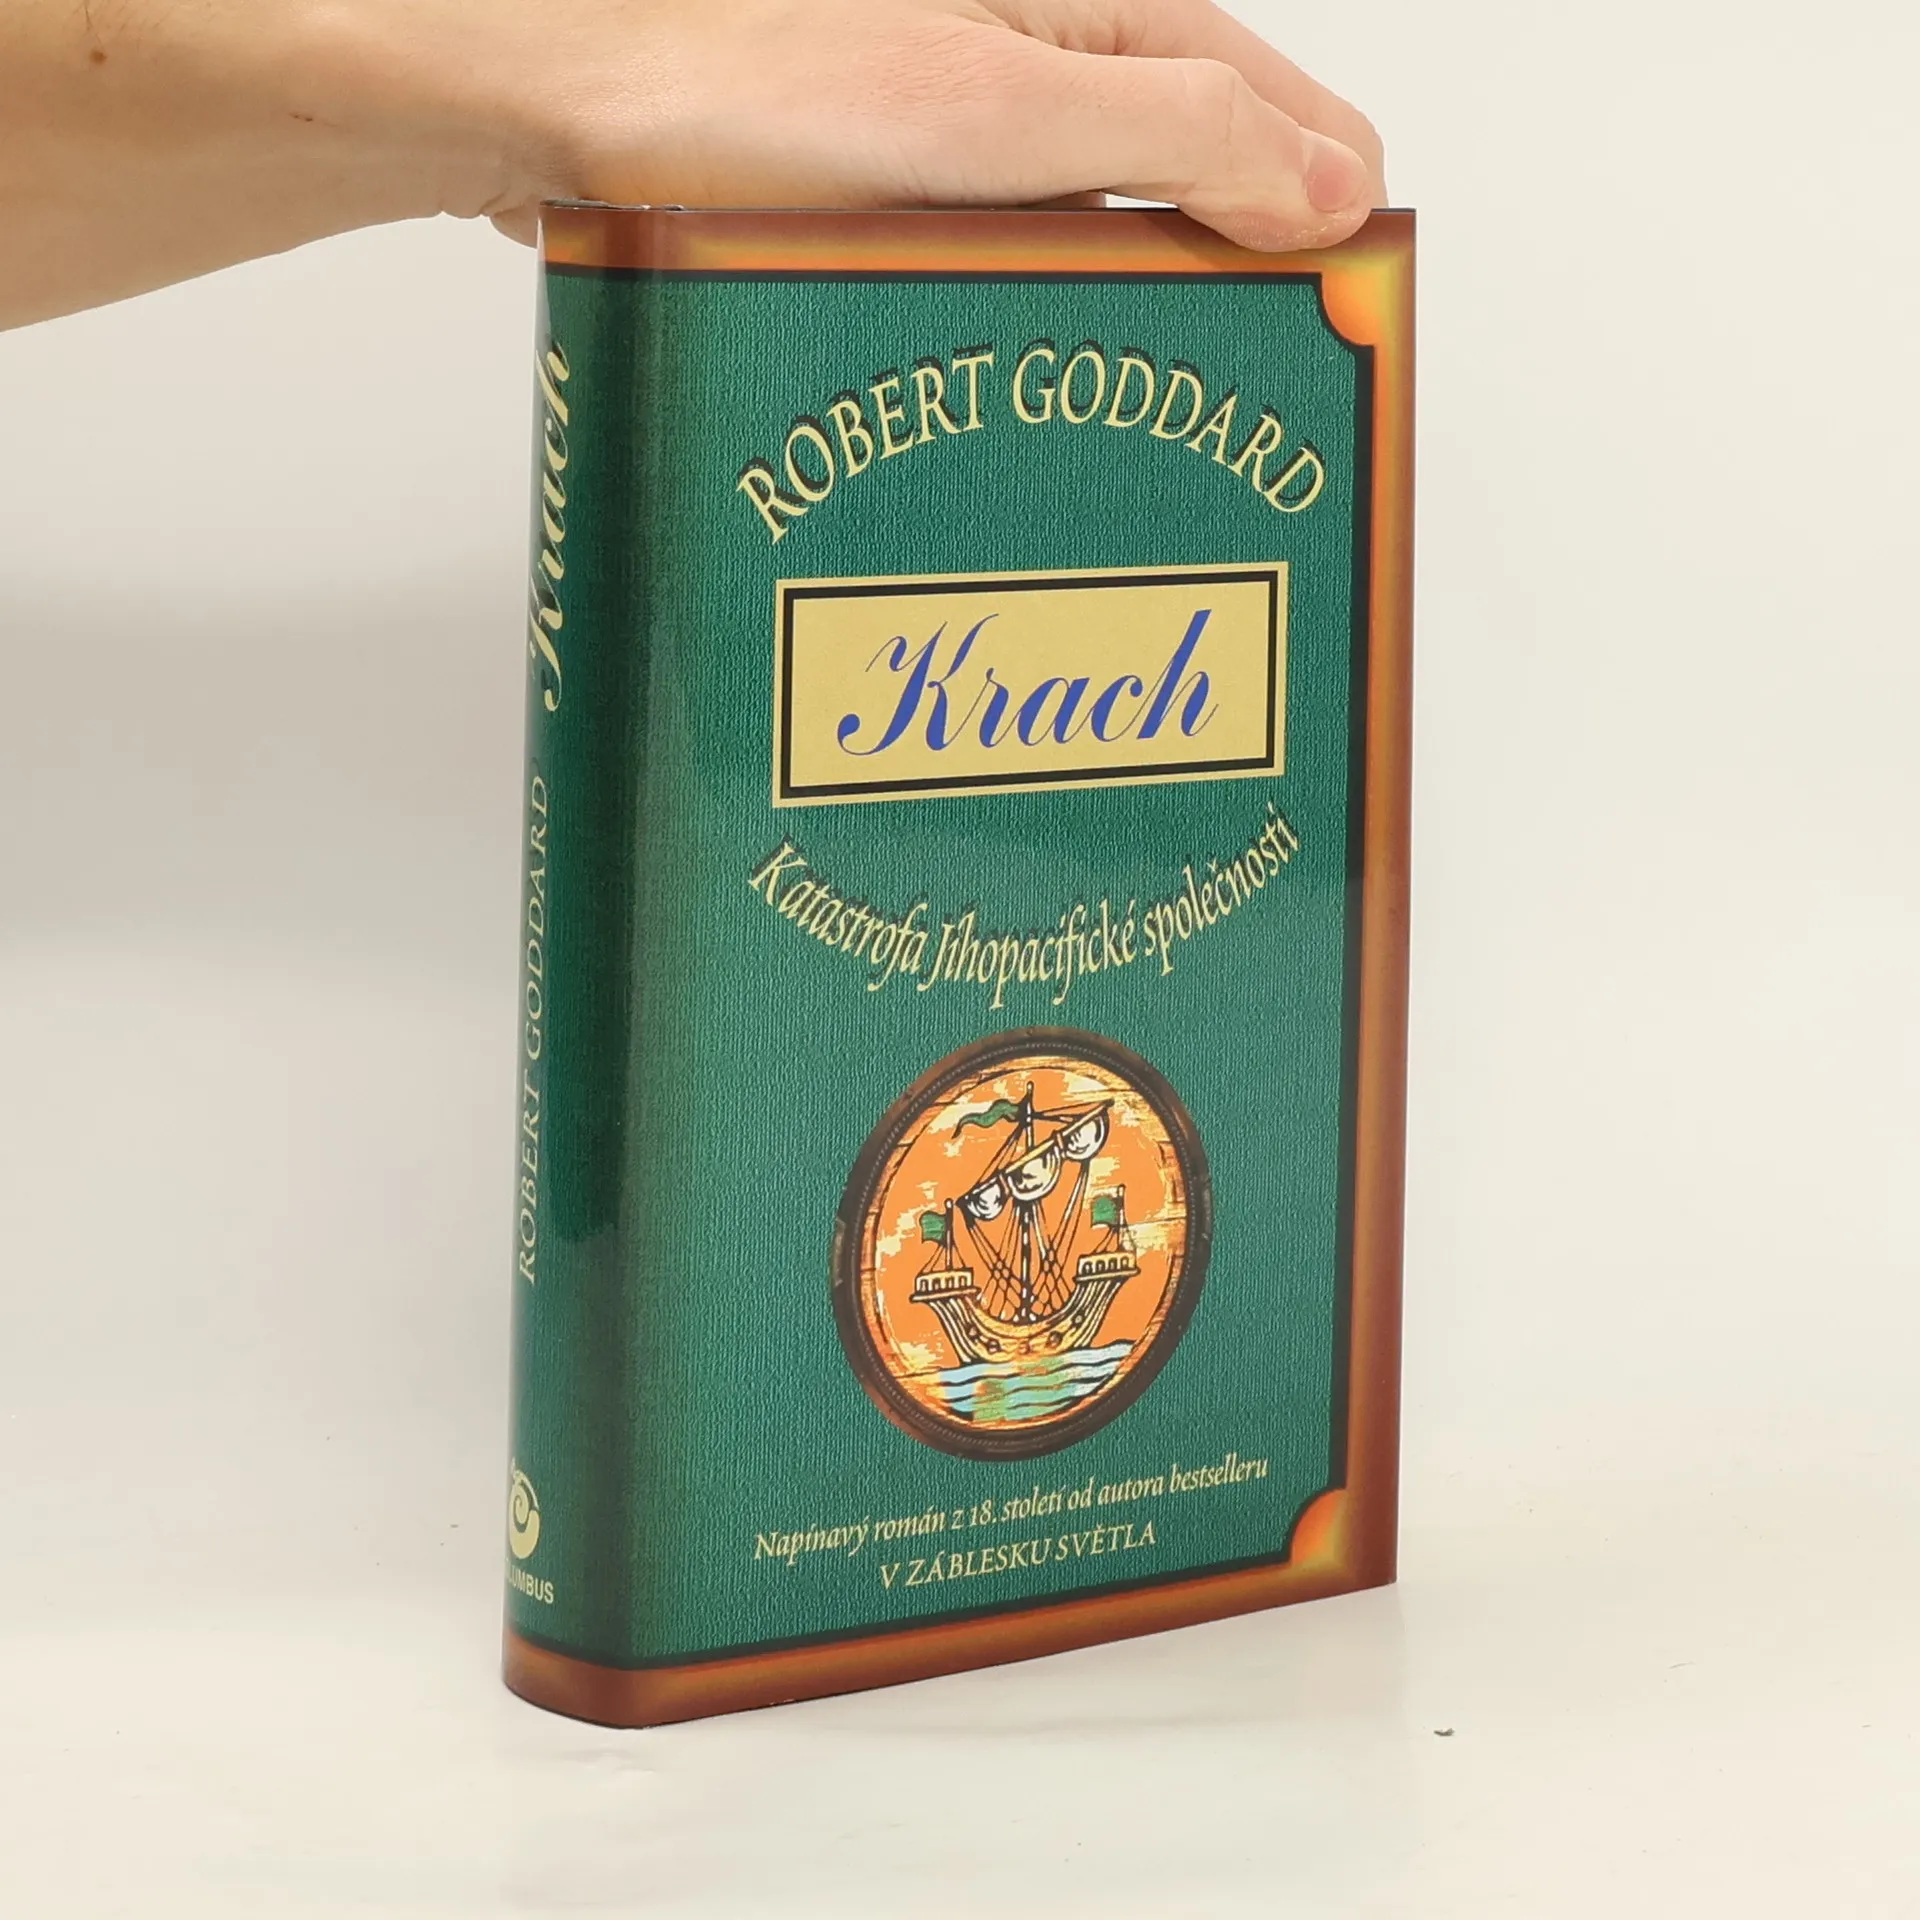 ROBERT GODDARD
Krach
Katastrofa Jihopacifické společnosti
Napínavý román z 18. století od autora bestselleru
V ZÁBLESKU SVĚTLA
Krach
ROBERT GODDARD